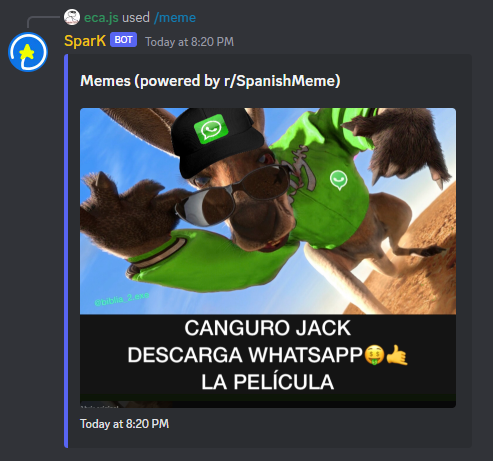 eca.js used /meme
SparK BOT Today at 8:20 PM
Memes (powered by r/SpanishMeme)
biblia_2.exe
CANGURO JACK
DESCARGA WHATSAPP🤑🤙
LA PELÍCULA
Today at 8:20 PM